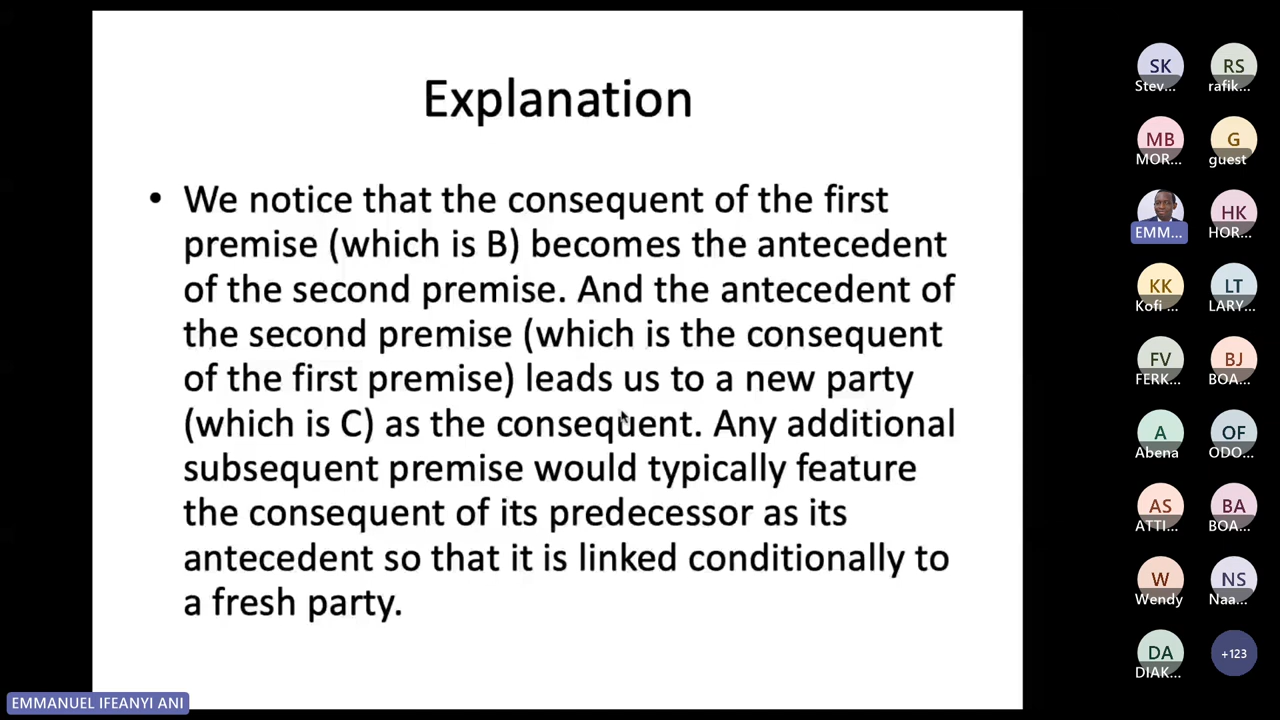 Explanation
• We notice that the consequent of the first
premise (which is B) becomes the antecedent
of the second premise. And the antecedent of
the second premise (which is the consequent
of the first premise) leads us to a new party
(which is C) as the consequent. Any additional
subsequent premise would typically feature
the consequent of its predecessor as its
antecedent so that it is linked conditionally to
a fresh party.
EMMANUEL IFEANYI ANI
SK RS
Stev... rafik...
MB G
MOR... guest
HK
EMM... HOR...
KK LT
Kofi ... LARY...
FV BJ
FERK... BOA...
A OF
Abena ODO...
AS BA
ATTI... BOA...
W NS
Wendy Naa...
DA +123
DIAK...